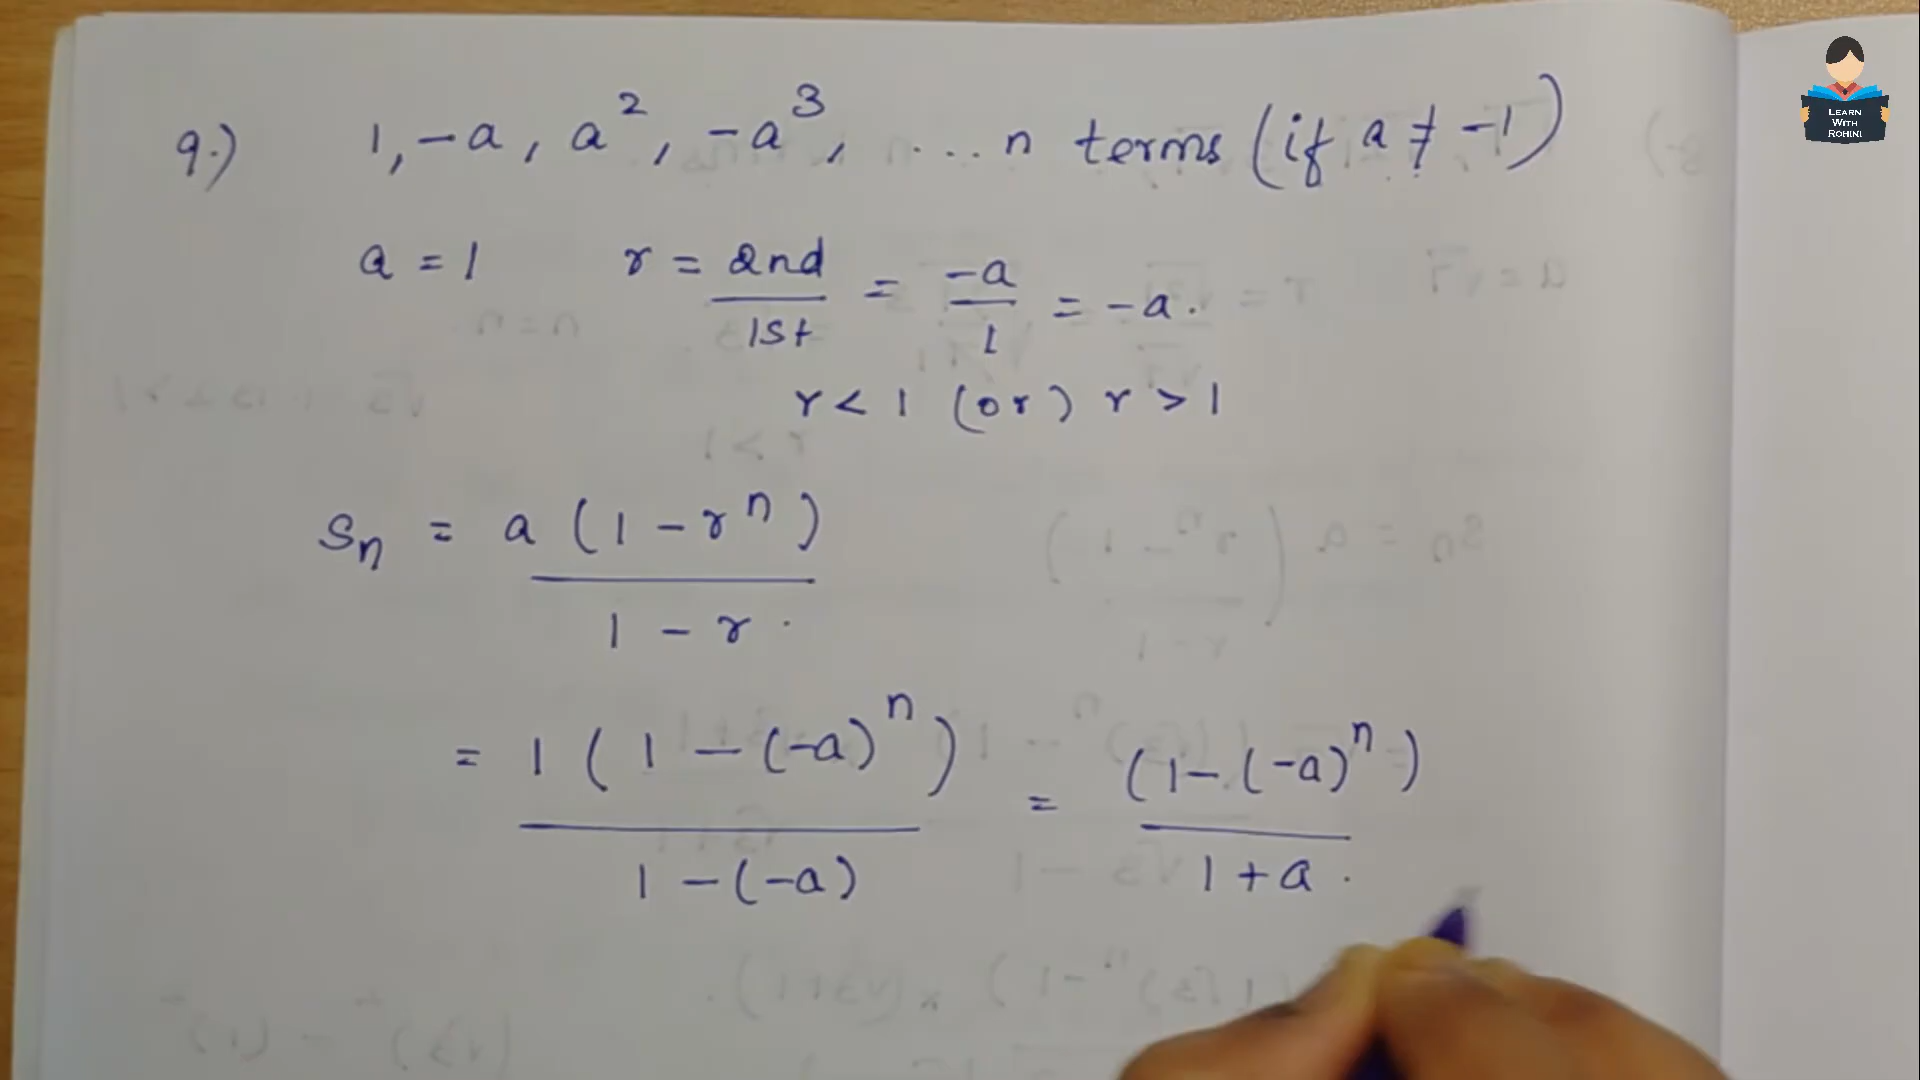 9.) 1, -a, a², -a³, ... n terms (if a ≠ -1)
LEARN
WITH
ROHINI
a = 1 r = 2nd/1st = -a/1 = -a.
r < 1 (or) r > 1
Sn = a(1 - rⁿ)/1 - r.
= 1(1 - (-a)ⁿ)/1 - (-a) = (1 - (-a)ⁿ)/1 + a.